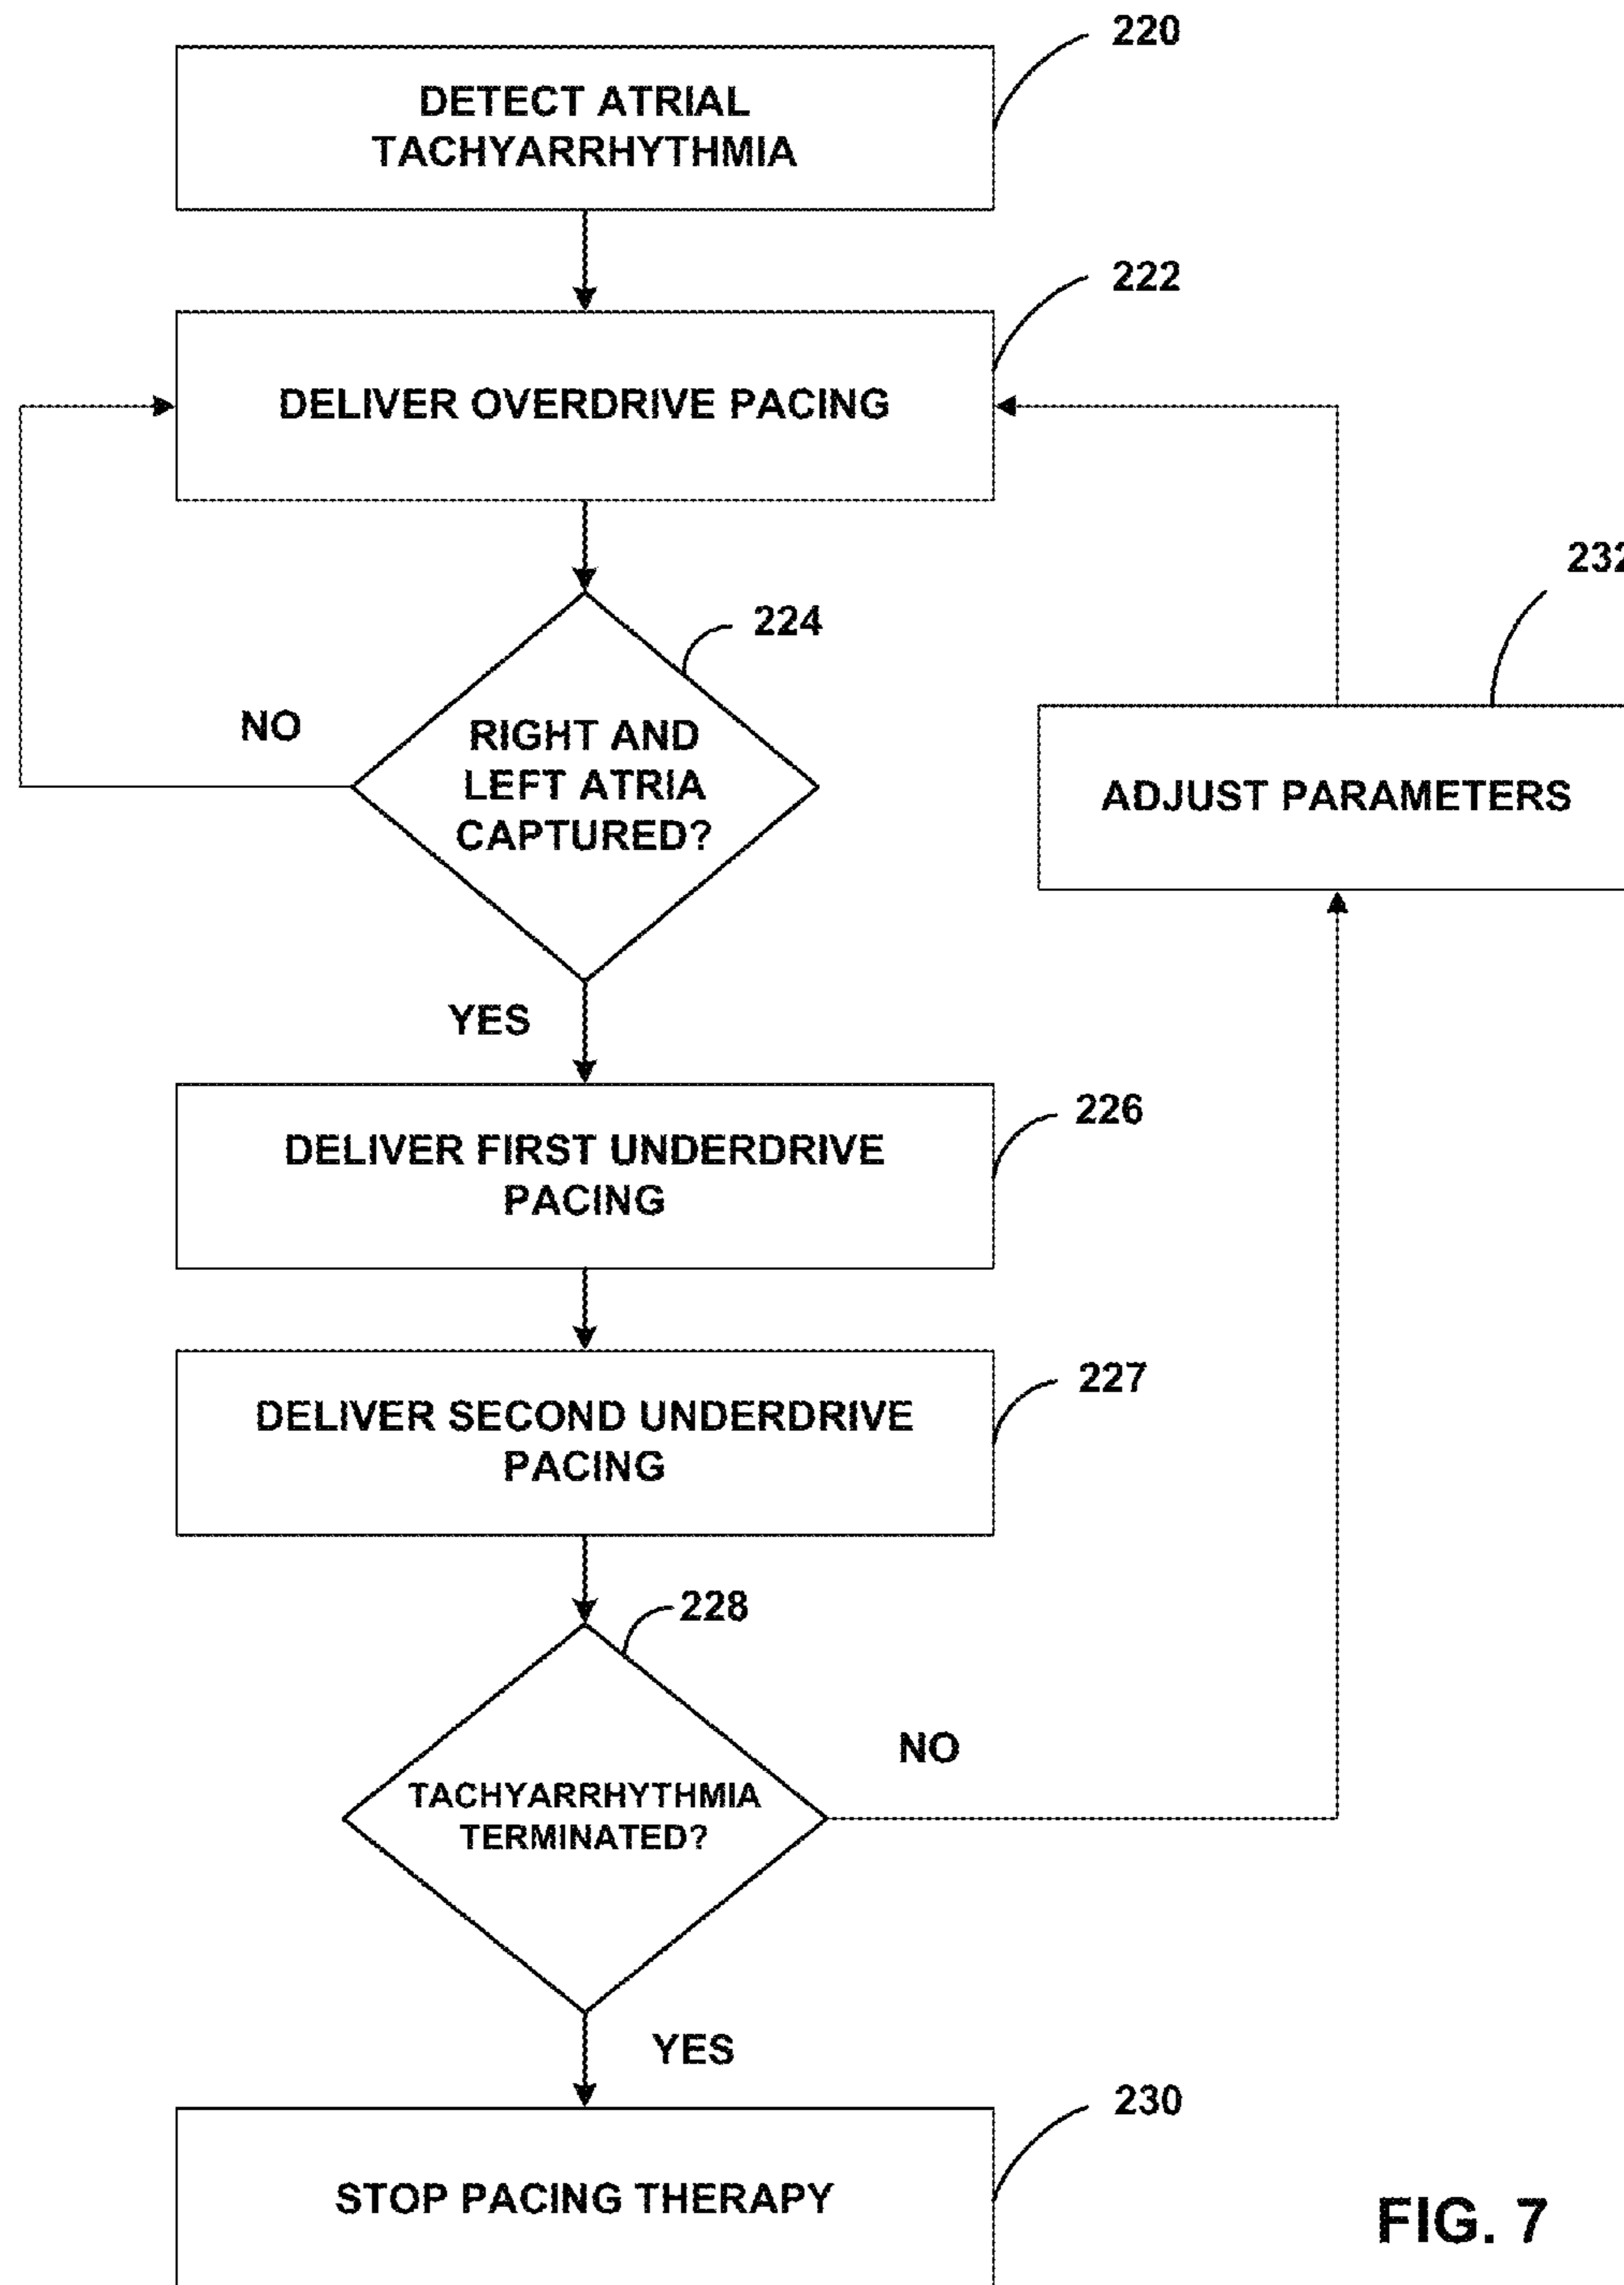 220
DETECT ATRIAL
TACHYARRHYTHMIA
222
DELIVER OVERDRIVE PACING
232
224
NO
RIGHT AND
LEFT ATRIA
CAPTURED?
ADJUST PARAMETERS
YES
226
DELIVER FIRST UNDERDRIVE
PACING
227
DELIVER SECOND UNDERDRIVE
PACING
228
NO
TACHYARRHYTHMIA
TERMINATED?
YES
230
STOP PACING THERAPY
FIG. 7